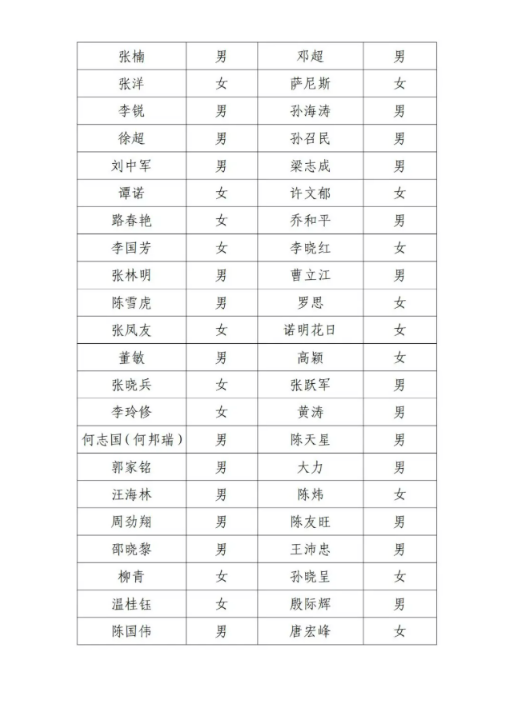 张楠 男 邓超 男
张洋 女 萨尼斯 女
李锐 男 孙海涛 男
徐超 男 孙召民 男
刘中军 男 梁志成 男
谭诺 女 许文郁 女
路春艳 女 乔和平 男
李国芳 女 李晓红 女
张林明 男 曹立江 男
陈雪虎 男 罗思 女
张凤友 女 诺明花日 女
董敏 男 高颖 女
张晓兵 女 张跃军 男
李玲修 女 黄涛 男
何志国(何邦瑞) 男 陈天星 男
郭家铭 男 大力 男
汪海林 男 陈炜 女
周劲翔 男 陈友旺 男
邵晓黎 男 王沛忠 男
柳青 女 孙晓呈 女
温桂钰 女 殷际辉 男
陈国伟 男 唐宏峰 女